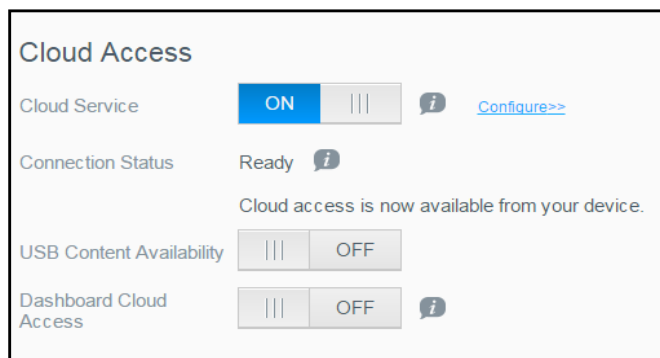 Cloud Access
Cloud Service ON Configure>>
Connection Status Ready
Cloud access is now available from your device.
USB Content Availability OFF
Dashboard Cloud
Access OFF